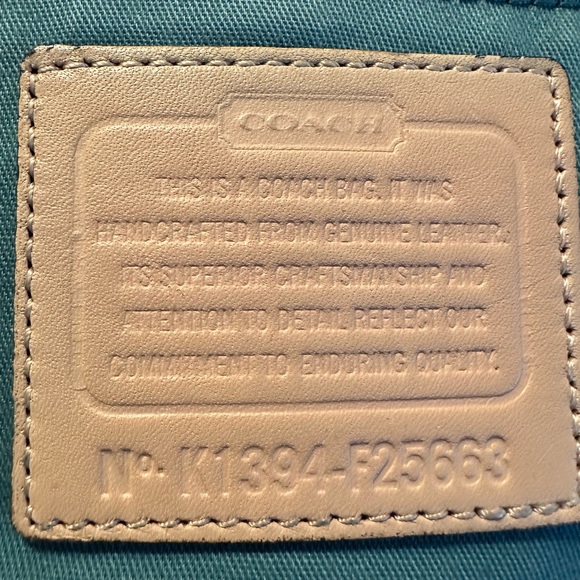 COACH
THIS IS A COACH BAG. IT WAS
HANDCRAFTED FROM GENUINE LEATHER.
ITS SUPERIOR CRAFTSMANSHIP AND
ATTENTION TO DETAIL REFLECT OUR
COMMITMENT TO ENDURING QUALITY.
Nº. K1394-F25663